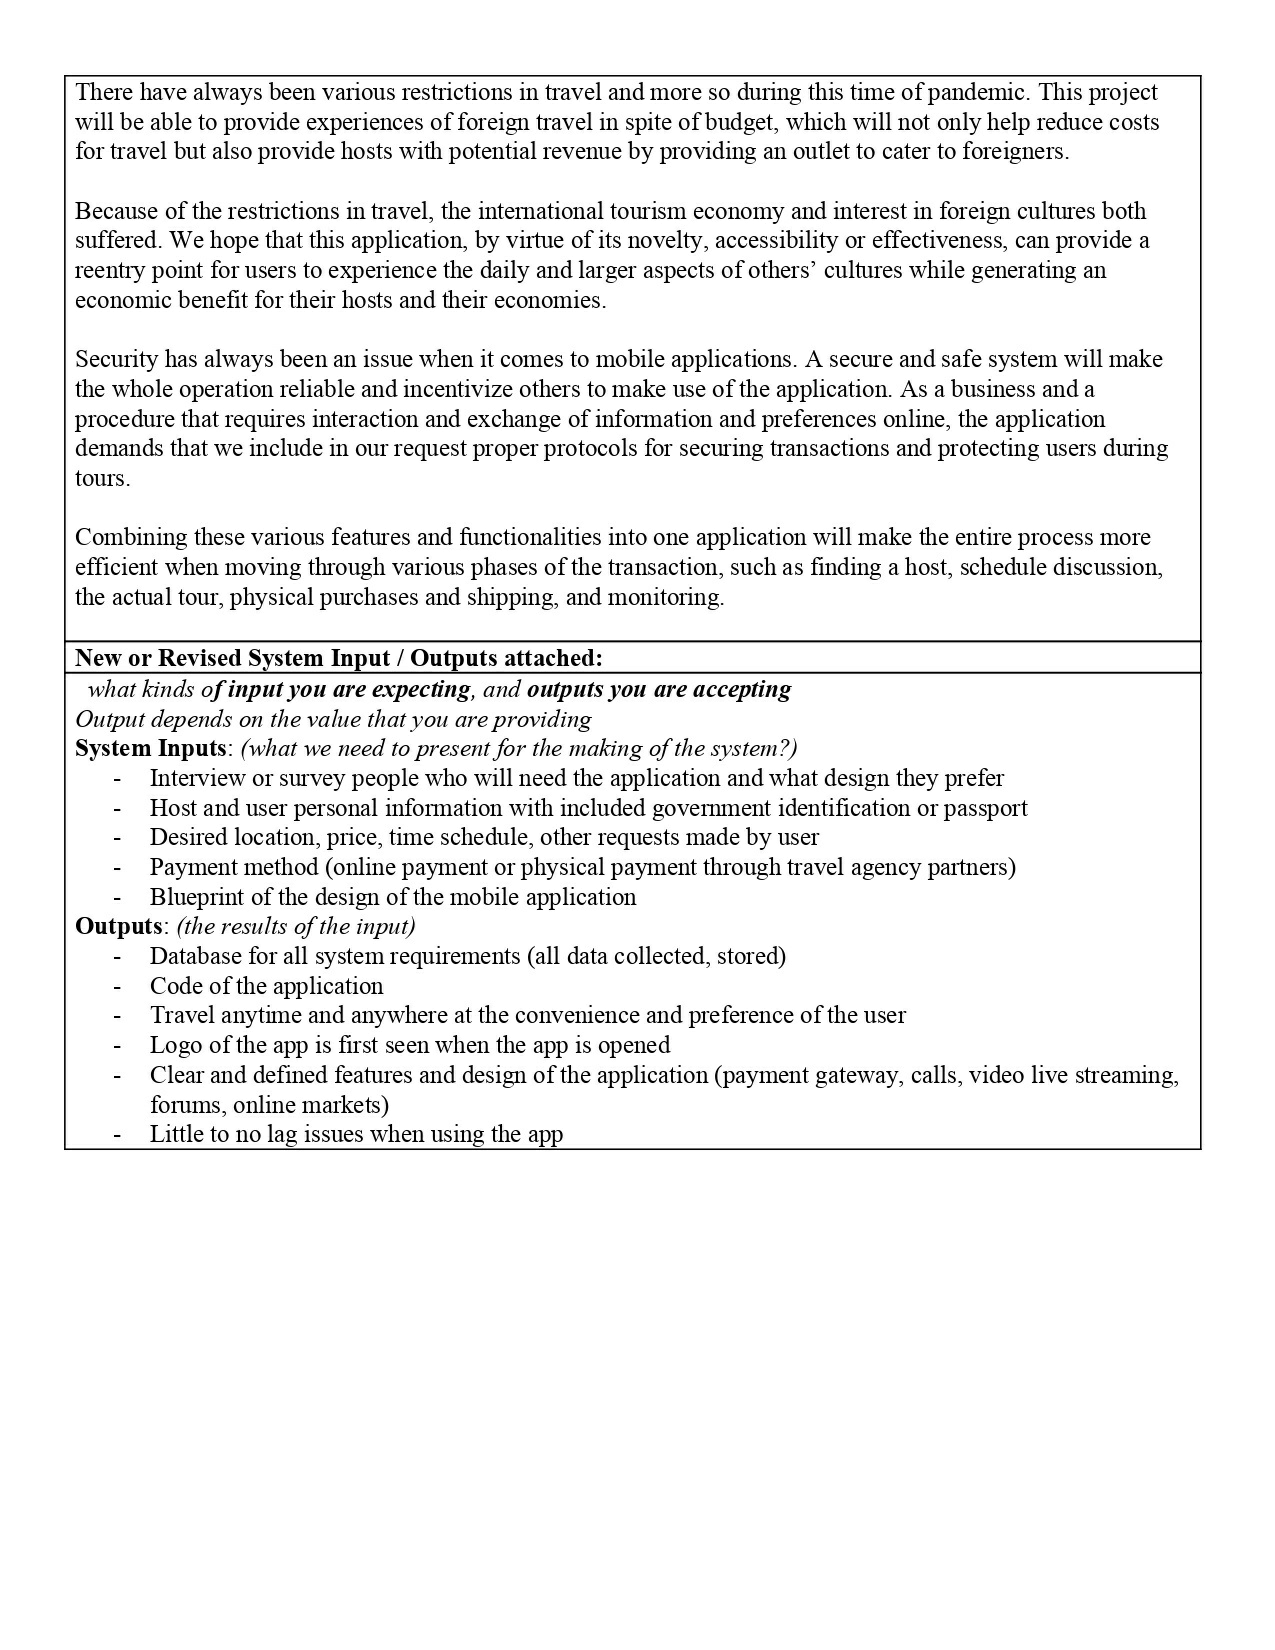 There have always been various restrictions in travel and more so during this time of pandemic. This project
will be able to provide experiences of foreign travel in spite of budget, which will not only help reduce costs
for travel but also provide hosts with potential revenue by providing an outlet to cater to foreigners.
Because of the restrictions in travel, the international tourism economy and interest in foreign cultures both
suffered. We hope that this application, by virtue of its novelty, accessibility or effectiveness, can provide a
reentry point for users to experience the daily and larger aspects of others’ cultures while generating an
economic benefit for their hosts and their economies.
Security has always been an issue when it comes to mobile applications. A secure and safe system will make
the whole operation reliable and incentivize others to make use of the application. As a business and a
procedure that requires interaction and exchange of information and preferences online, the application
demands that we include in our request proper protocols for securing transactions and protecting users during
tours.
Combining these various features and functionalities into one application will make the entire process more
efficient when moving through various phases of the transaction, such as finding a host, schedule discussion,
the actual tour, physical purchases and shipping, and monitoring.
New or Revised System Input / Outputs attached:
what kinds of input you are expecting, and outputs you are accepting
Output depends on the value that you are providing
System Inputs: (what we need to present for the making of the system?)
- Interview or survey people who will need the application and what design they prefer
- Host and user personal information with included government identification or passport
- Desired location, price, time schedule, other requests made by user
- Payment method (online payment or physical payment through travel agency partners)
- Blueprint of the design of the mobile application
Outputs: (the results of the input)
- Database for all system requirements (all data collected, stored)
- Code of the application
- Travel anytime and anywhere at the convenience and preference of the user
- Logo of the app is first seen when the app is opened
- Clear and defined features and design of the application (payment gateway, calls, video live streaming,
forums, online markets)
- Little to no lag issues when using the app